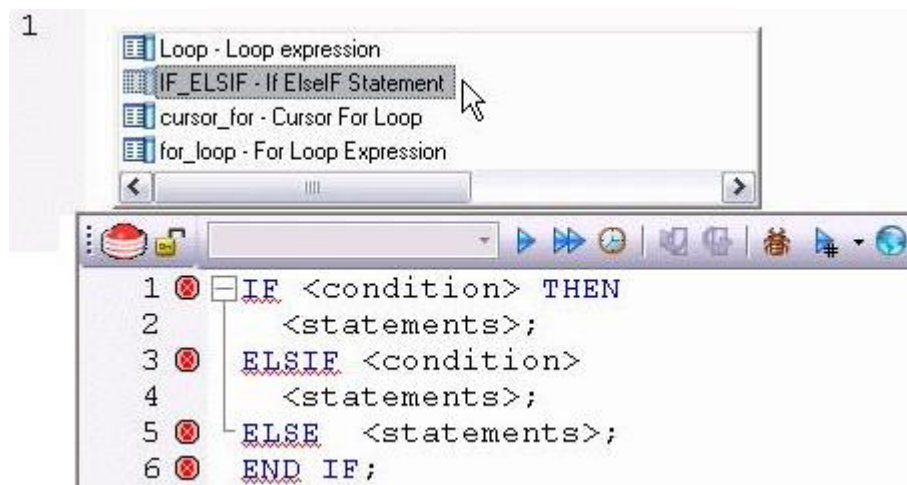 1
Loop - Loop expression
IF_ELSIF - If ElseIF Statement
cursor_for - Cursor For Loop
for_loop - For Loop Expression
1 IF <condition> THEN
2 <statements>;
3 ELSIF <condition>
4 <statements>;
5 ELSE <statements>;
6 END IF;